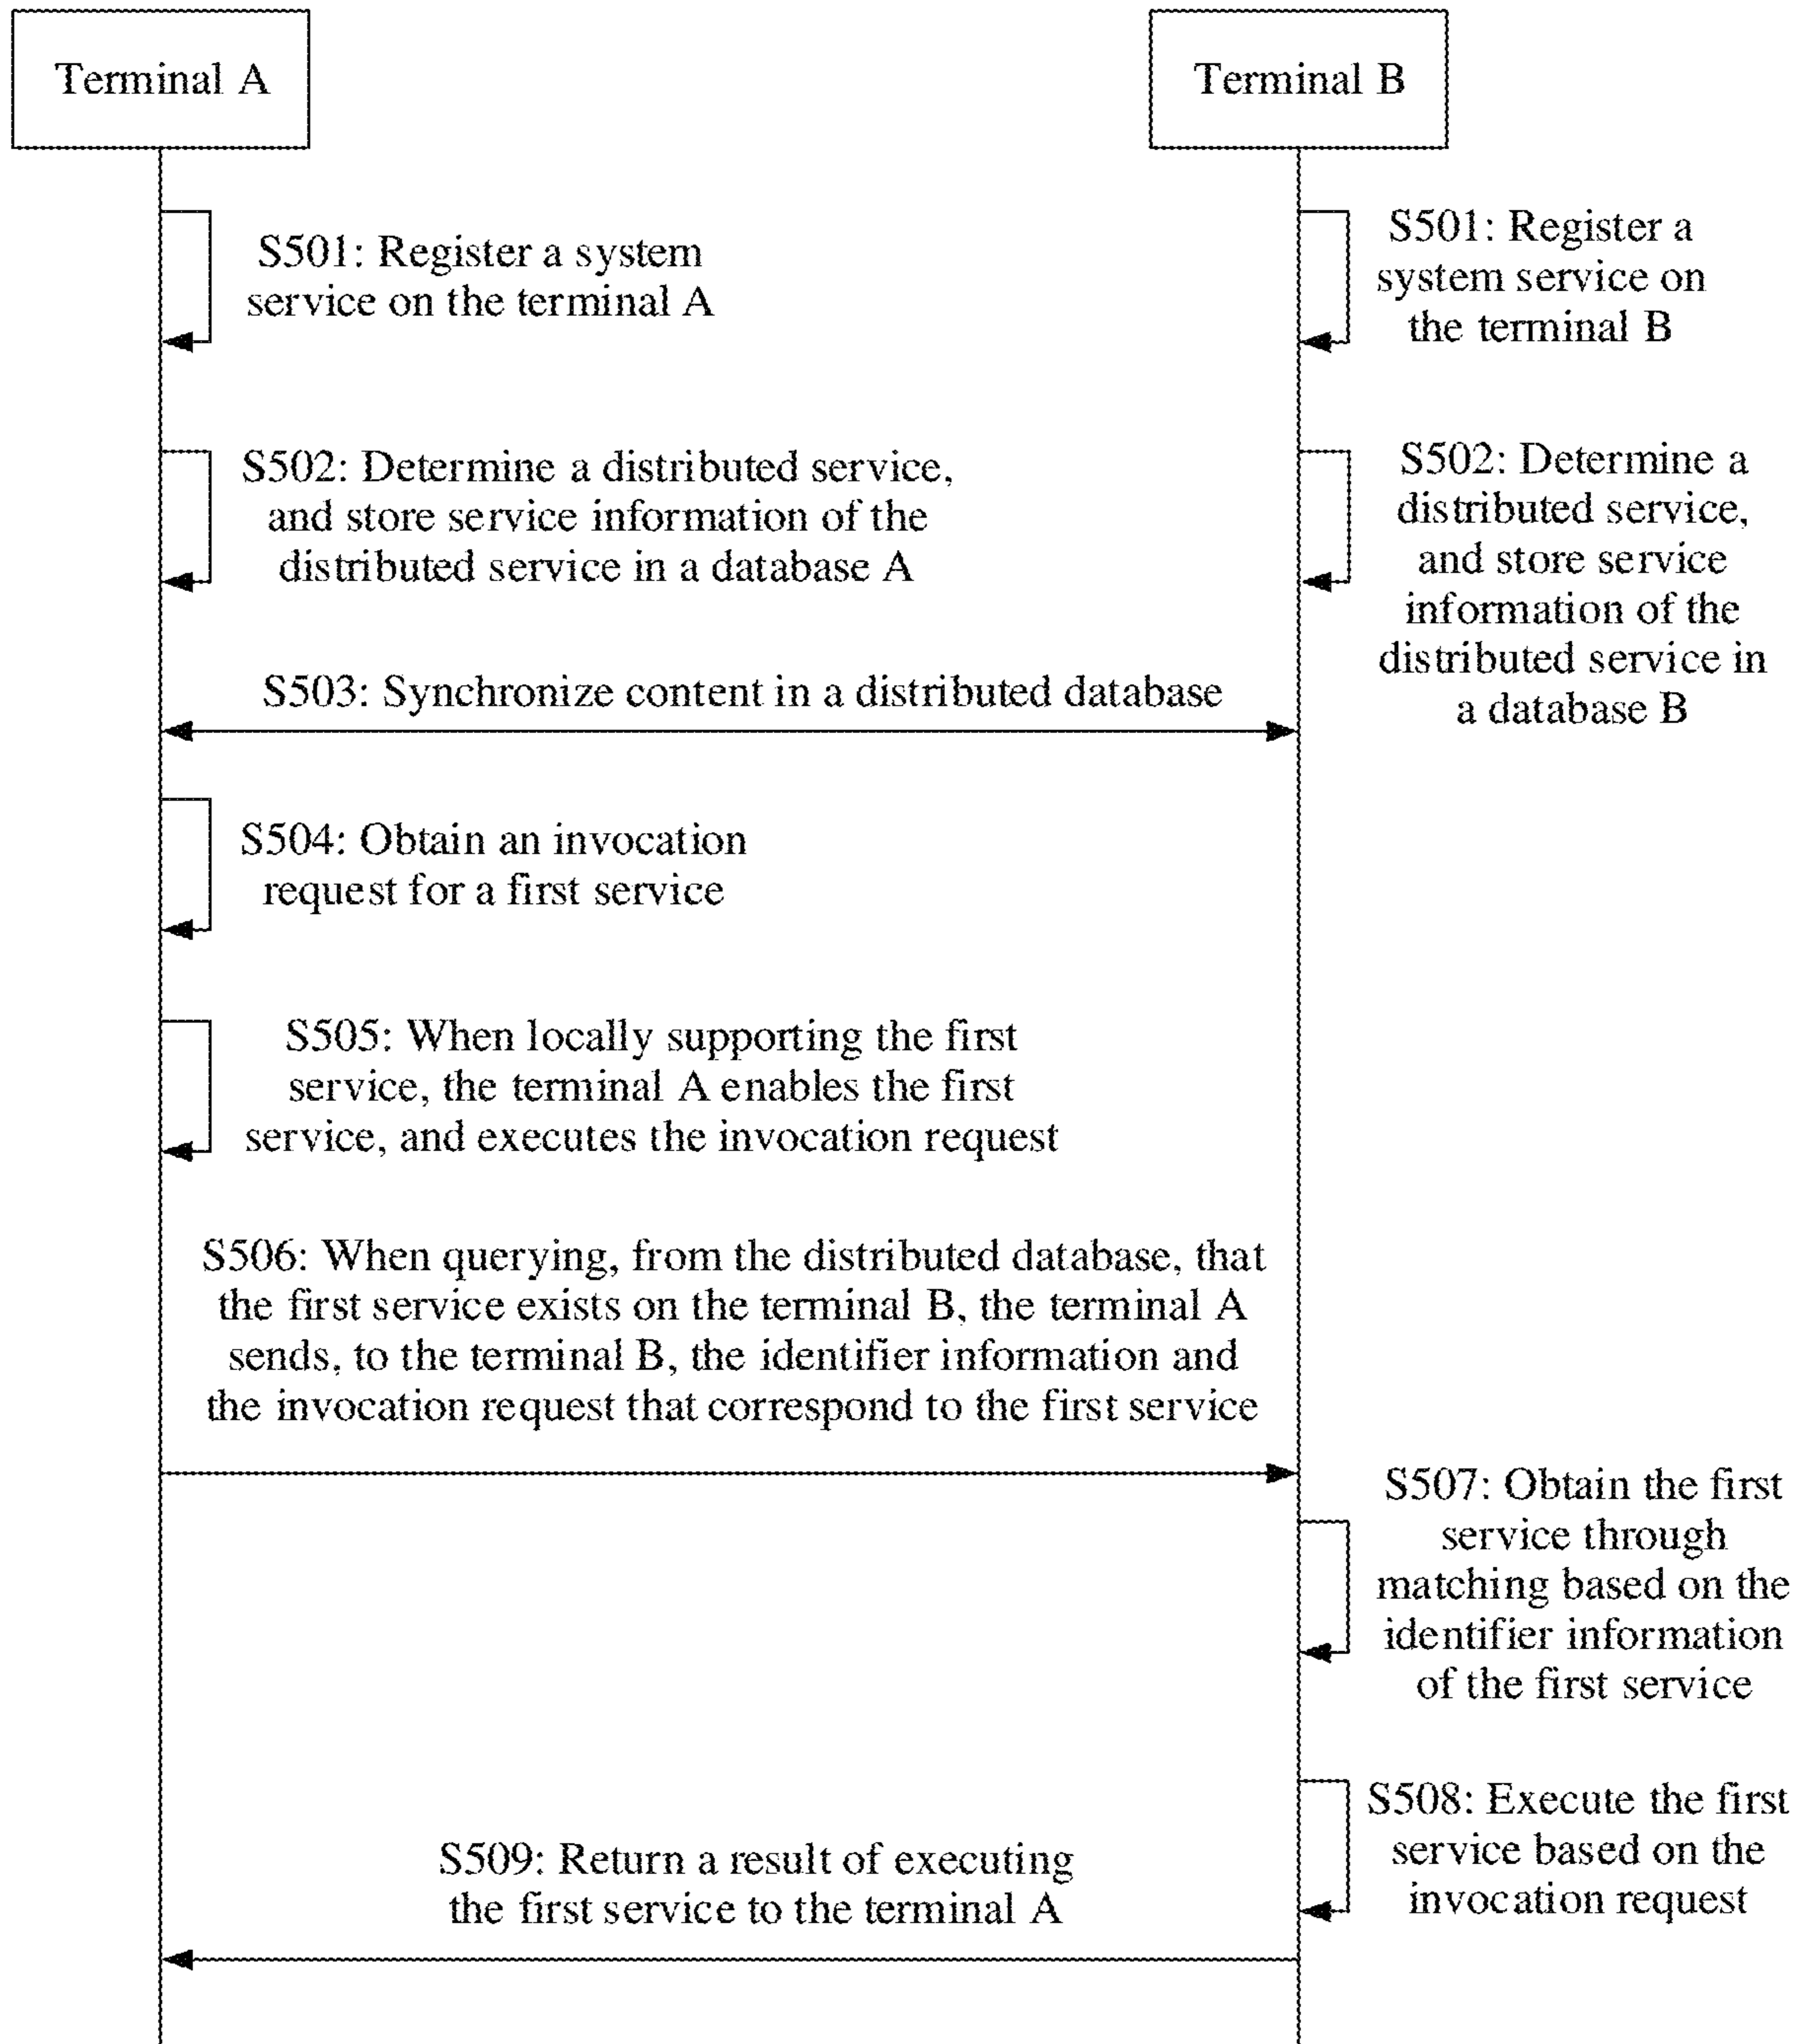 Terminal A
Terminal B
S501: Register a system
service on the terminal A
S501: Register a
system service on
the terminal B
S502: Determine a distributed service,
and store service information of the
distributed service in a database A
S502: Determine a
distributed service,
and store service
information of the
distributed service in
a database B
S503: Synchronize content in a distributed database
S504: Obtain an invocation
request for a first service
S505: When locally supporting the first
service, the terminal A enables the first
service, and executes the invocation request
S506: When querying, from the distributed database, that
the first service exists on the terminal B, the terminal A
sends, to the terminal B, the identifier information and
the invocation request that correspond to the first service
S507: Obtain the first
service through
matching based on the
identifier information
of the first service
S508: Execute the first
service based on the
invocation request
S509: Return a result of executing
the first service to the terminal A